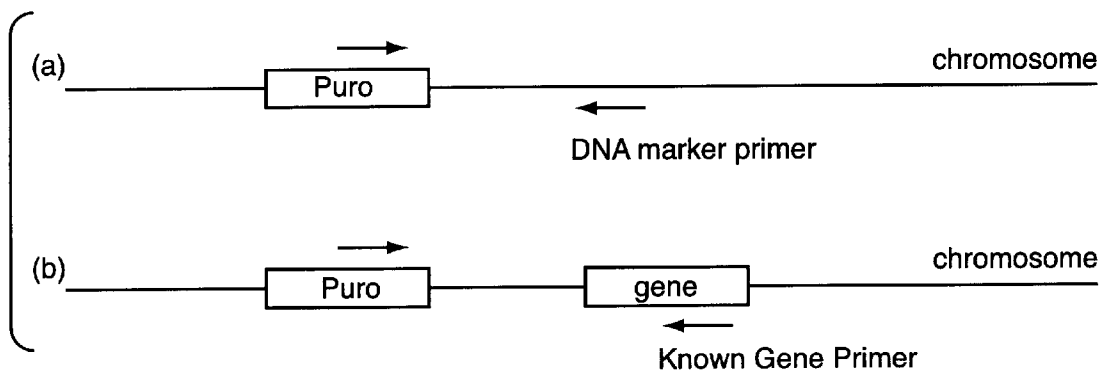 chromosome
(a)
Puro
DNA marker primer
chromosome
(b)
Puro
gene
Known Gene Primer